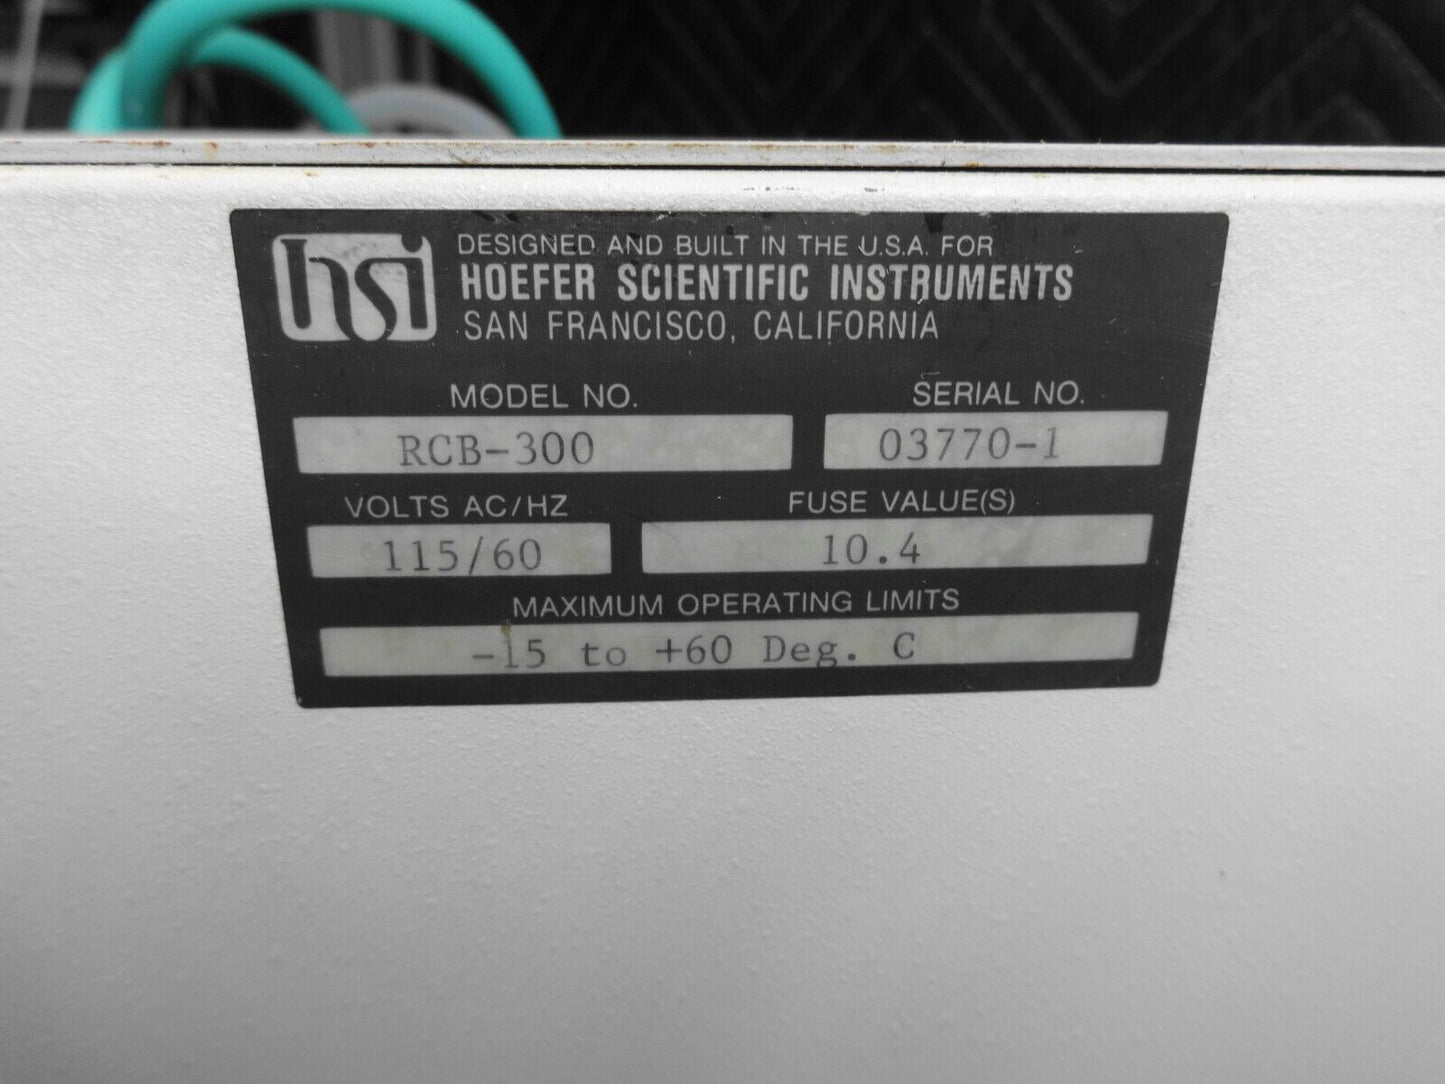 hsi
DESIGNED AND BUILT IN THE U.S.A. FOR
HOEFER SCIENTIFIC INSTRUMENTS
SAN FRANCISCO, CALIFORNIA
MODEL NO. SERIAL NO.
RCB-300 03770-1
VOLTS AC/HZ FUSE VALUE(S)
115/60 10.4
MAXIMUM OPERATING LIMITS
-15 to +60 Deg. C